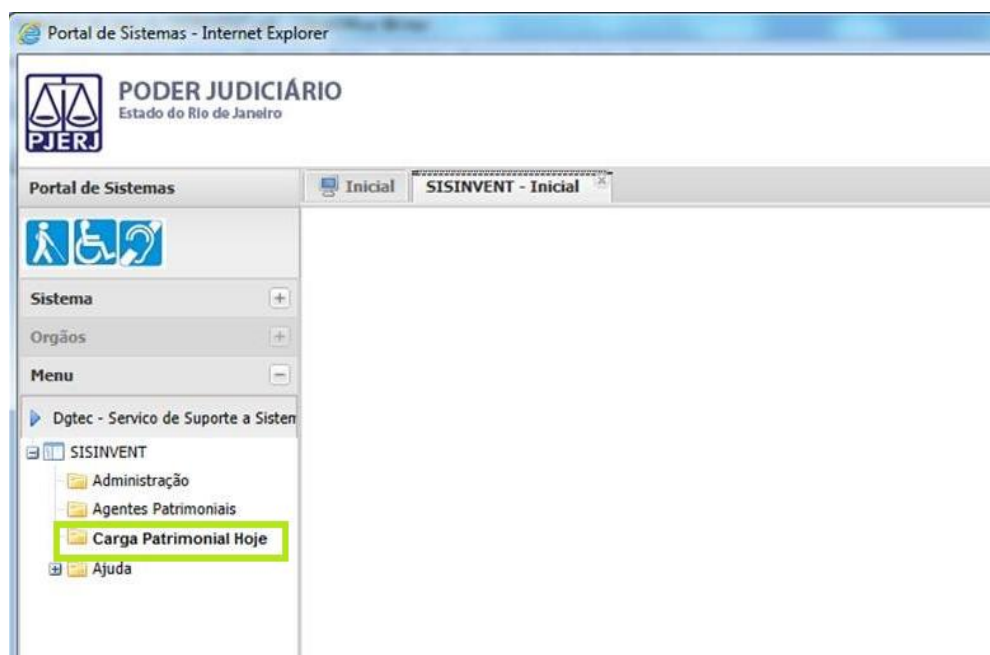 Portal de Sistemas - Internet Explorer
PODER JUDICIÁRIO
Estado do Rio de Janeiro
PJERJ
Portal de Sistemas
Inicial
SISINVENT - Inicial
Sistema
Orgãos
Menu
Dgtec - Servico de Suporte a Sistem
SISINVENT
Administração
Agentes Patrimoniais
Carga Patrimonial Hoje
Ajuda